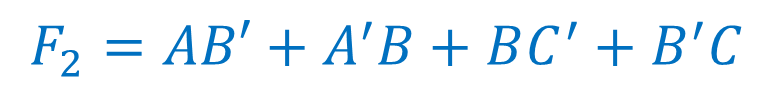 F₂ = AB′ + A′B + BC′ + B′C